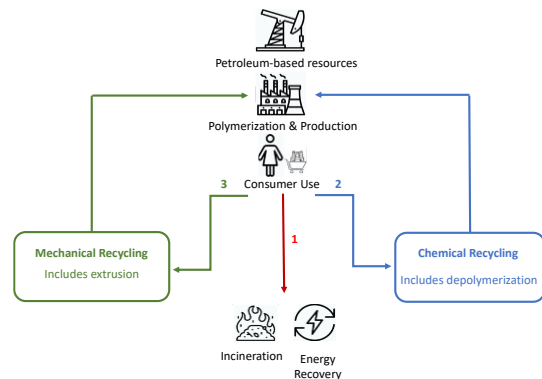 Petroleum-based resources
Polymerization & Production
3
Consumer Use
2
Mechanical Recycling
Includes extrusion
1
Chemical Recycling
Includes depolymerization
Incineration
Energy
Recovery